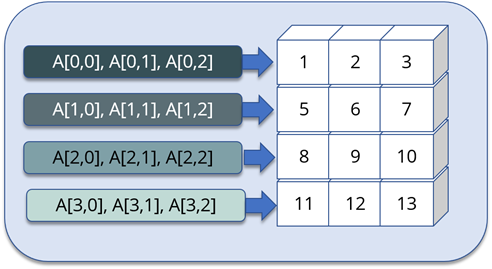 A[0,0], A[0,1], A[0,2] 1 2 3
A[1,0], A[1,1], A[1,2] 5 6 7
A[2,0], A[2,1], A[2,2] 8 9 10
A[3,0], A[3,1], A[3,2] 11 12 13